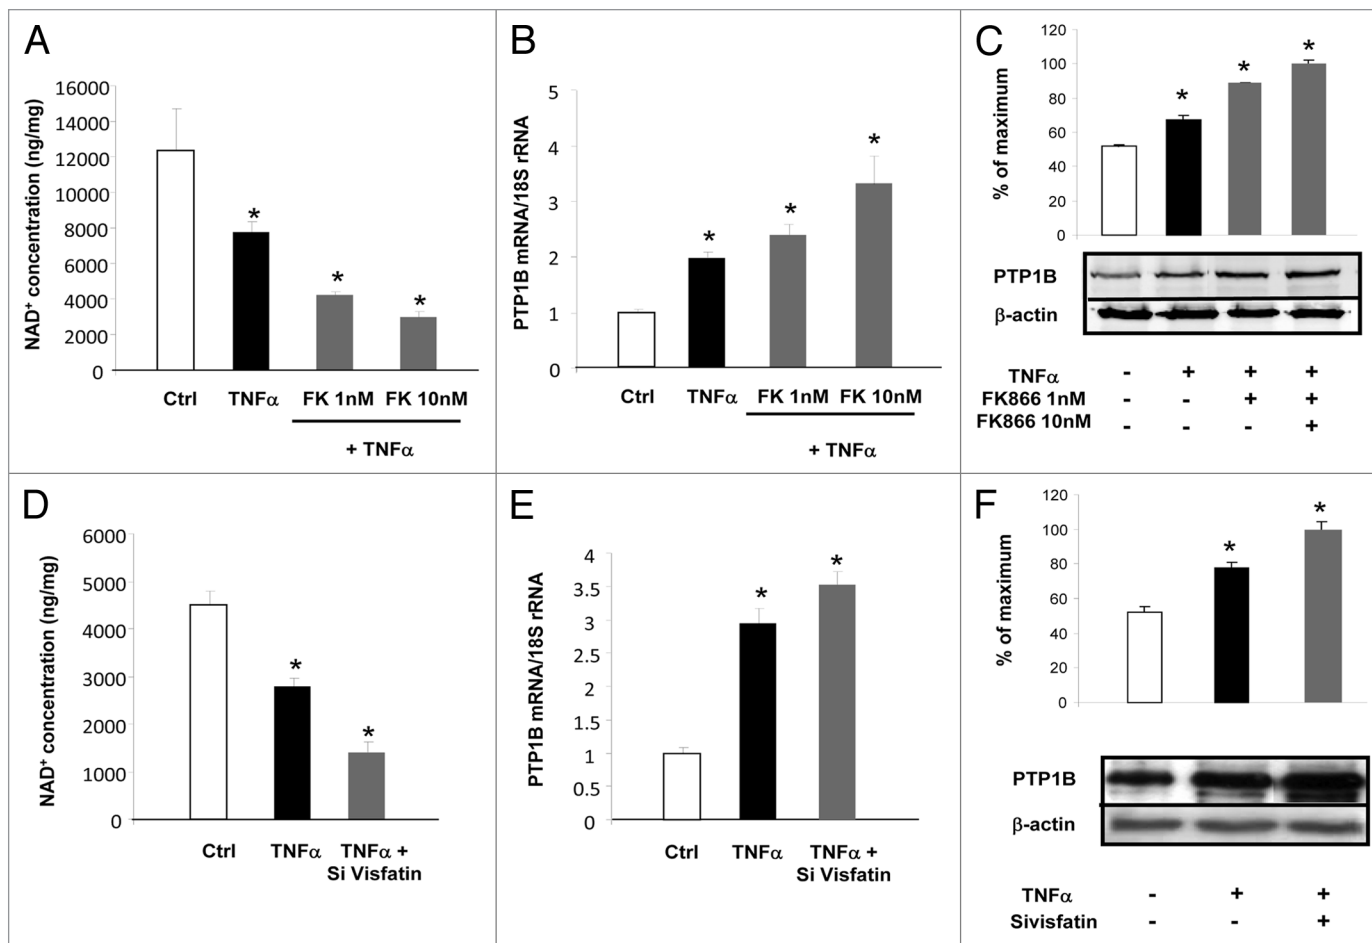 A
NAD+ concentration (ng/mg)
16000
14000
12000
10000
8000
6000
4000
2000
0
*
*
*
Ctrl TNFα FK 1nM FK 10nM
+ TNFα
B
PTP1B mRNA/18S rRNA
5
4
3
2
1
0
*
*
*
Ctrl TNFα FK 1nM FK 10nM
+ TNFα
C
% of maximum
120
100
80
60
40
20
0
*
*
*
PTP1B
β-actin
TNFα - + + +
FK866 1nM - - + +
FK866 10nM - - - +
D
NAD+ concentration (ng/mg)
6000
5000
4000
3000
2000
1000
0
*
*
Ctrl TNFα TNFα +
Si Visfatin
E
PTP1B mRNA/18S rRNA
4
3.5
3
2.5
2
1.5
1
0.5
0
*
*
Ctrl TNFα TNFα +
Si Visfatin
F
% of maximum
120
100
80
60
40
20
0
*
*
PTP1B
β-actin
TNFα - + +
Sivisfatin - - +